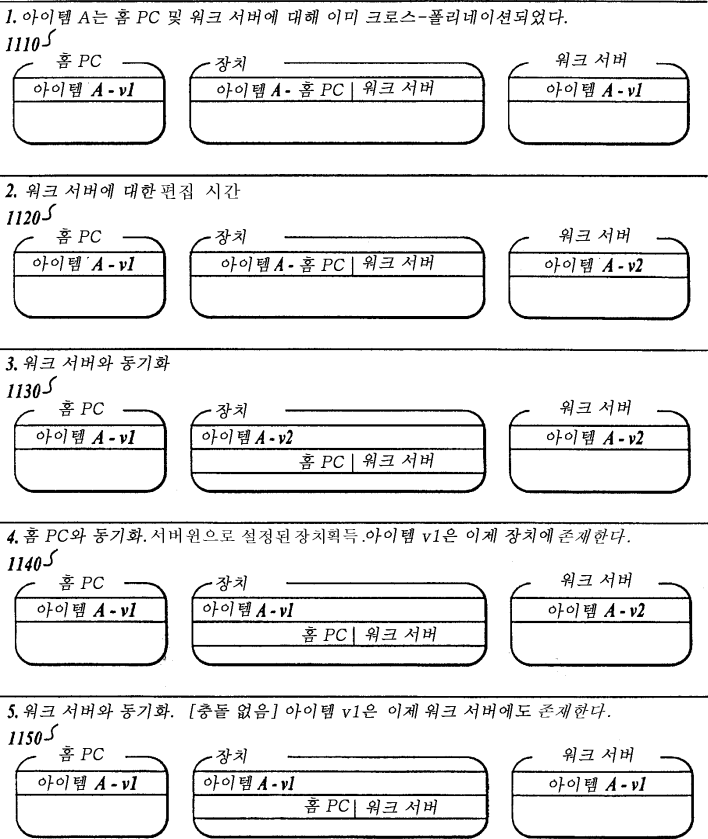 1. 아이템 A는 홈 PC 및 워크 서버에 대해 이미 크로스-폴리네이션되었다.
1110
홈 PC 장치 워크 서버
아이템 A - v1 아이템 A - 홈 PC | 워크 서버 아이템 A - v1
2. 워크 서버에 대한 편집 시간
1120
홈 PC 장치 워크 서버
아이템 A - v1 아이템 A - 홈 PC | 워크 서버 아이템 A - v2
3. 워크 서버와 동기화
1130
홈 PC 장치 워크 서버
아이템 A - v1 아이템 A - v2 아이템 A - v2
홈 PC | 워크 서버
4. 홈 PC와 동기화. 서버윈으로 설정된 장치획득. 아이템 v1은 이제 장치에 존재한다.
1140
홈 PC 장치 워크 서버
아이템 A - v1 아이템 A - v1 아이템 A - v2
홈 PC | 워크 서버
5. 워크 서버와 동기화. [충돌 없음] 아이템 v1은 이제 워크 서버에도 존재한다.
1150
홈 PC 장치 워크 서버
아이템 A - v1 아이템 A - v1 아이템 A - v1
홈 PC | 워크 서버